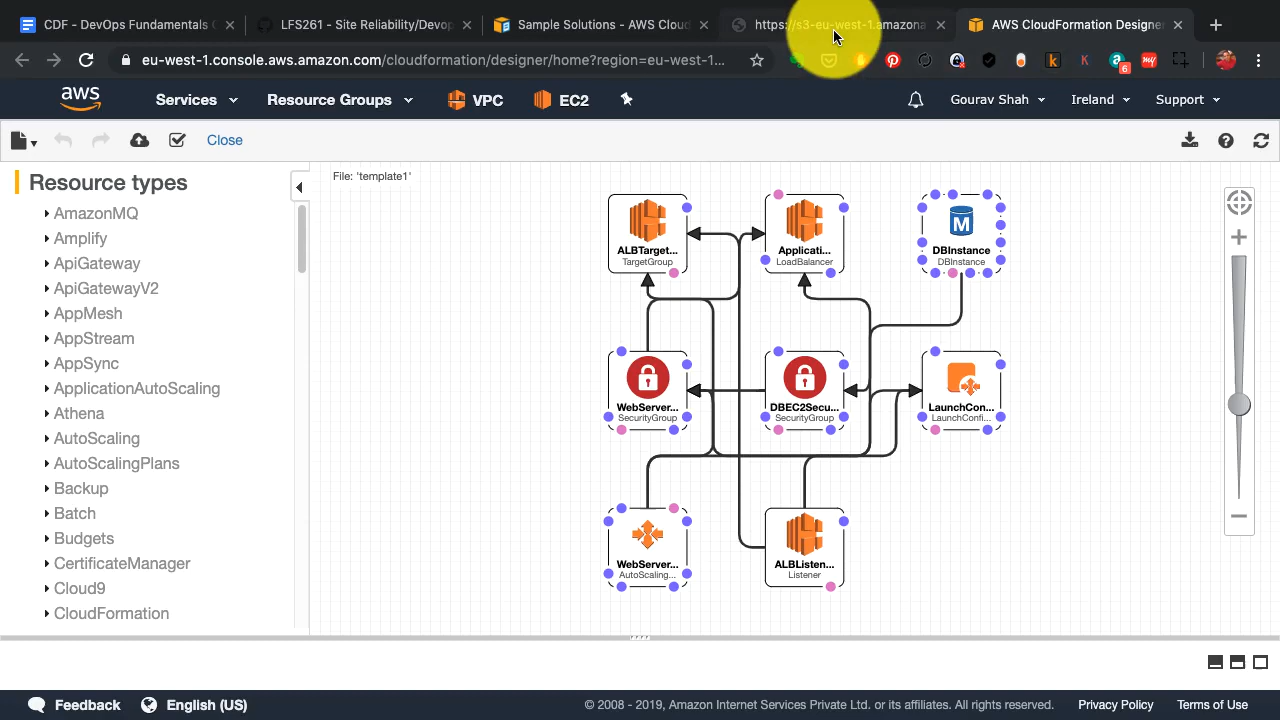 CDF - DevOps Fundamentals
LFS261 - Site Reliability/Devop
Sample Solutions - AWS Cloud
https://s3-eu-west-1.amazona
AWS CloudFormation Designer
eu-west-1.console.aws.amazon.com/cloudformation/designer/home?region=eu-west-1...
6
my
aws
Services
Resource Groups
VPC
EC2
Gourav Shah
Ireland
Support
Close
Resource types
AmazonMQ
Amplify
ApiGateway
ApiGatewayV2
AppMesh
AppStream
AppSync
ApplicationAutoScaling
Athena
AutoScaling
AutoScalingPlans
Backup
Batch
Budgets
CertificateManager
Cloud9
CloudFormation
File: 'template1'
ALBTarget...
TargetGroup
Applicati...
LoadBalancer
M
DBInstance
DBInstance
WebServer...
SecurityGroup
DBEC2Secu...
SecurityGroup
LaunchCon...
LaunchConfi...
WebServer...
AutoScaling...
ALBListen...
Listener
Feedback
English (US)
© 2008 - 2019, Amazon Internet Services Private Ltd. or its affiliates. All rights reserved.
Privacy Policy
Terms of Use